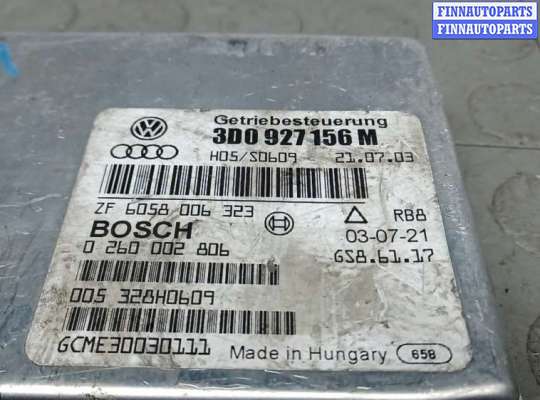 FINNAUTOPARTS
FINNAUTOPARTS
Getriebesteuerung
3D0 927 156 M
H05/S0609 21.07.03
ZF 6058 006 323
RB8
BOSCH
03-07-21
0 260 002 806
GS8.61.17
005 328H0609
GCME30030111
Made in Hungary 658